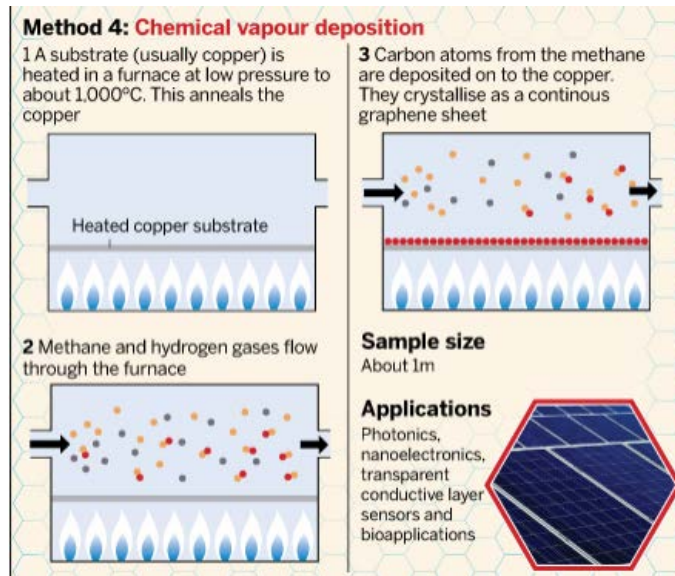 Method 4: Chemical vapour deposition
1 A substrate (usually copper) is
heated in a furnace at low pressure to
about 1,000°C. This anneals the
copper
Heated copper substrate
2 Methane and hydrogen gases flow
through the furnace
3 Carbon atoms from the methane
are deposited on to the copper.
They crystallise as a continous
graphene sheet
Sample size
About 1m
Applications
Photonics,
nanoelectronics,
transparent
conductive layer
sensors and
bioapplications